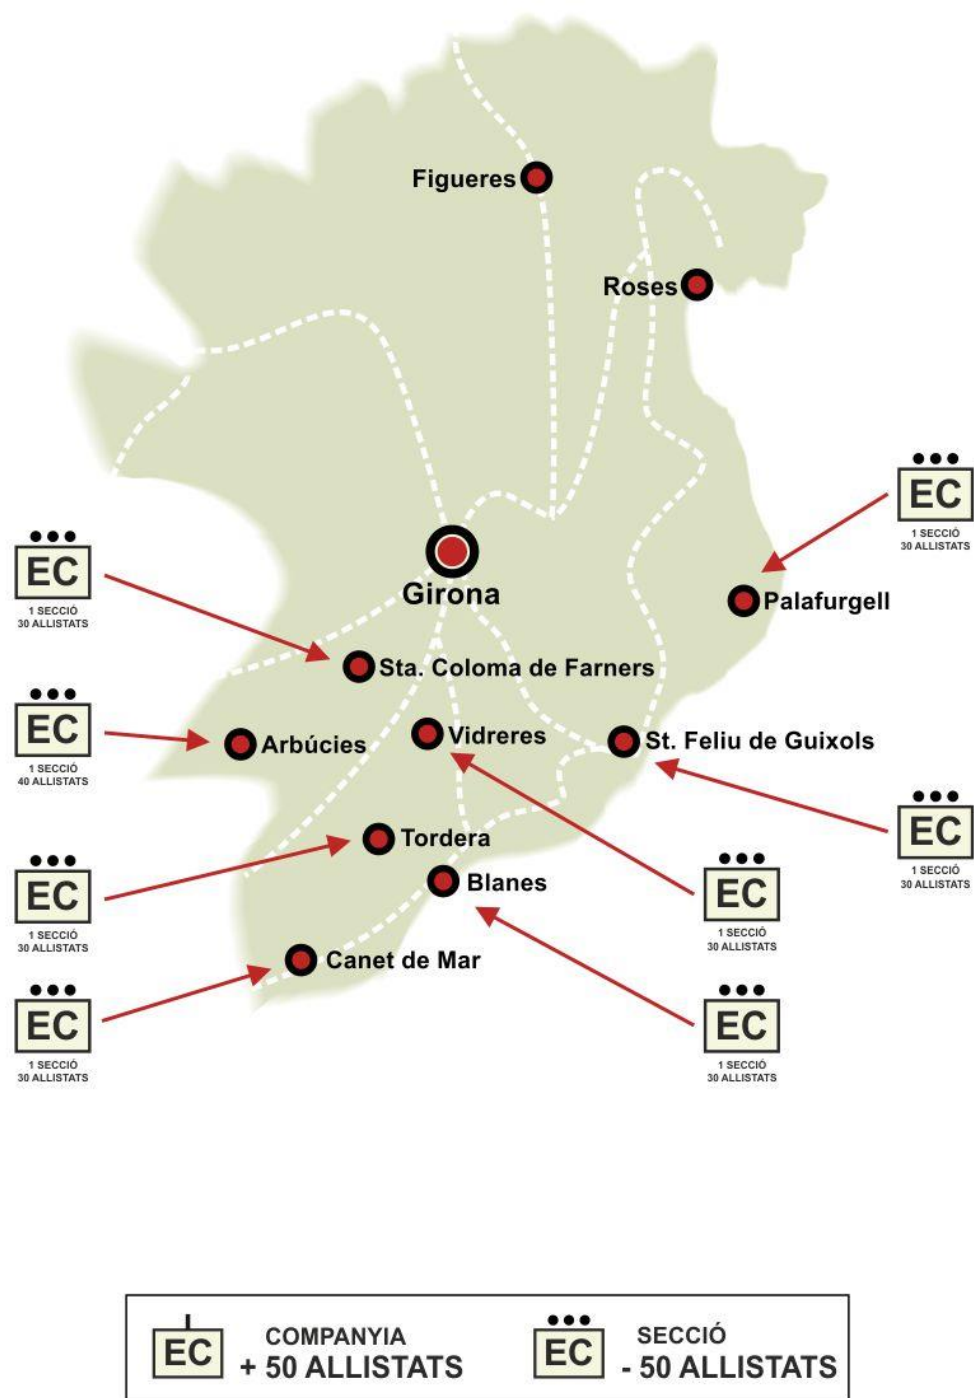 Figueres
Roses
EC
1 SECCIÓ
30 ALLISTATS
EC
1 SECCIÓ
30 ALLISTATS
Girona
Palafurgell
Sta. Coloma de Farners
EC
1 SECCIÓ
40 ALLISTATS
Arbúcies
Vidreres
St. Feliu de Guixols
EC
1 SECCIÓ
30 ALLISTATS
Tordera
EC
1 SECCIÓ
30 ALLISTATS
Blanes
EC
1 SECCIÓ
30 ALLISTATS
Canet de Mar
EC
1 SECCIÓ
30 ALLISTATS
EC
1 SECCIÓ
30 ALLISTATS
EC
COMPANYIA
+ 50 ALLISTATS
EC
SECCIÓ
- 50 ALLISTATS